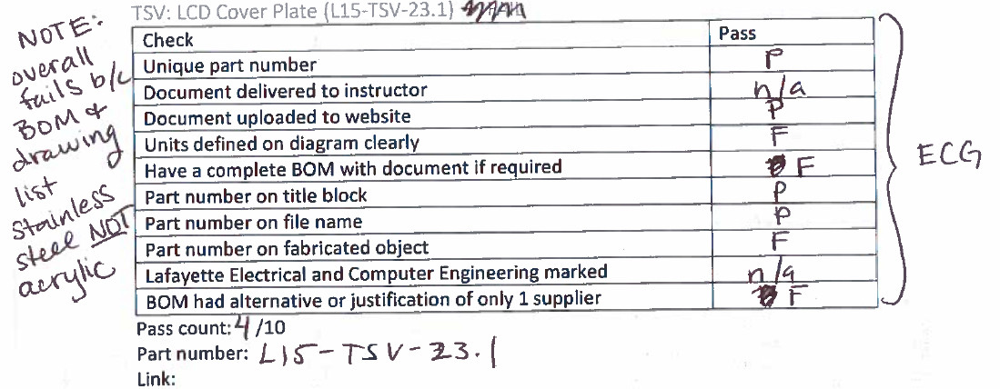 TSV: LCD Cover Plate (L15-TSV-23.1)
NOTE:
overall
fails b/c
BOM &
drawing
list
stainless
steel NOT
acrylic
Check Pass
Unique part number P
Document delivered to instructor n/a
Document uploaded to website P
Units defined on diagram clearly F
Have a complete BOM with document if required F
Part number on title block P
Part number on file name P
Part number on fabricated object F
Lafayette Electrical and Computer Engineering marked n/a
BOM had alternative or justification of only 1 supplier F
ECG
Pass count: 4/10
Part number: L15-TSV-23.1
Link: